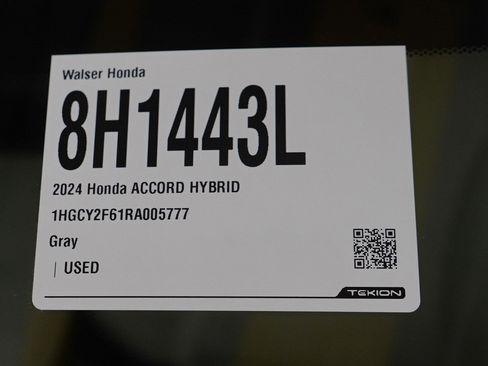 Walser Honda
8H1443L
2024 Honda ACCORD HYBRID
1HGCY2F61RA005777
Gray
| USED
TEKION